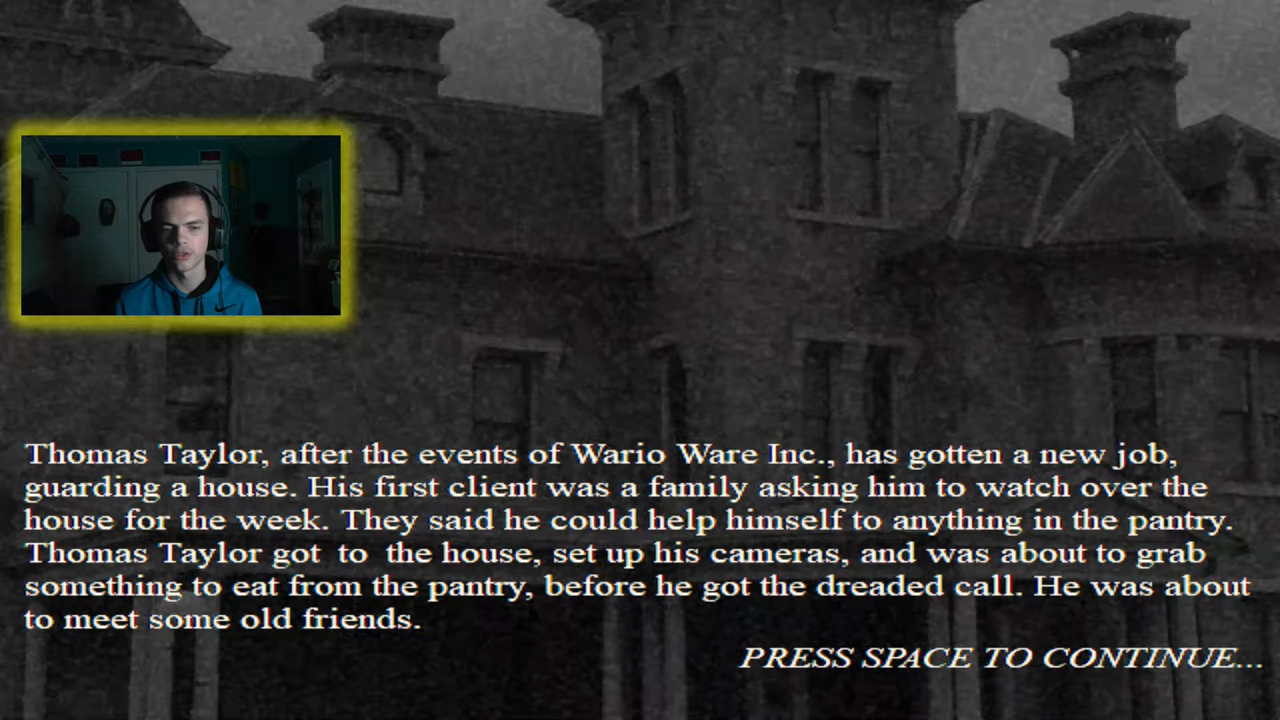 Thomas Taylor, after the events of Wario Ware Inc., has gotten a new job,
guarding a house. His first client was a family asking him to watch over the
house for the week. They said he could help himself to anything in the pantry.
Thomas Taylor got to the house, set up his cameras, and was about to grab
something to eat from the pantry, before he got the dreaded call. He was about
to meet some old friends.
PRESS SPACE TO CONTINUE...